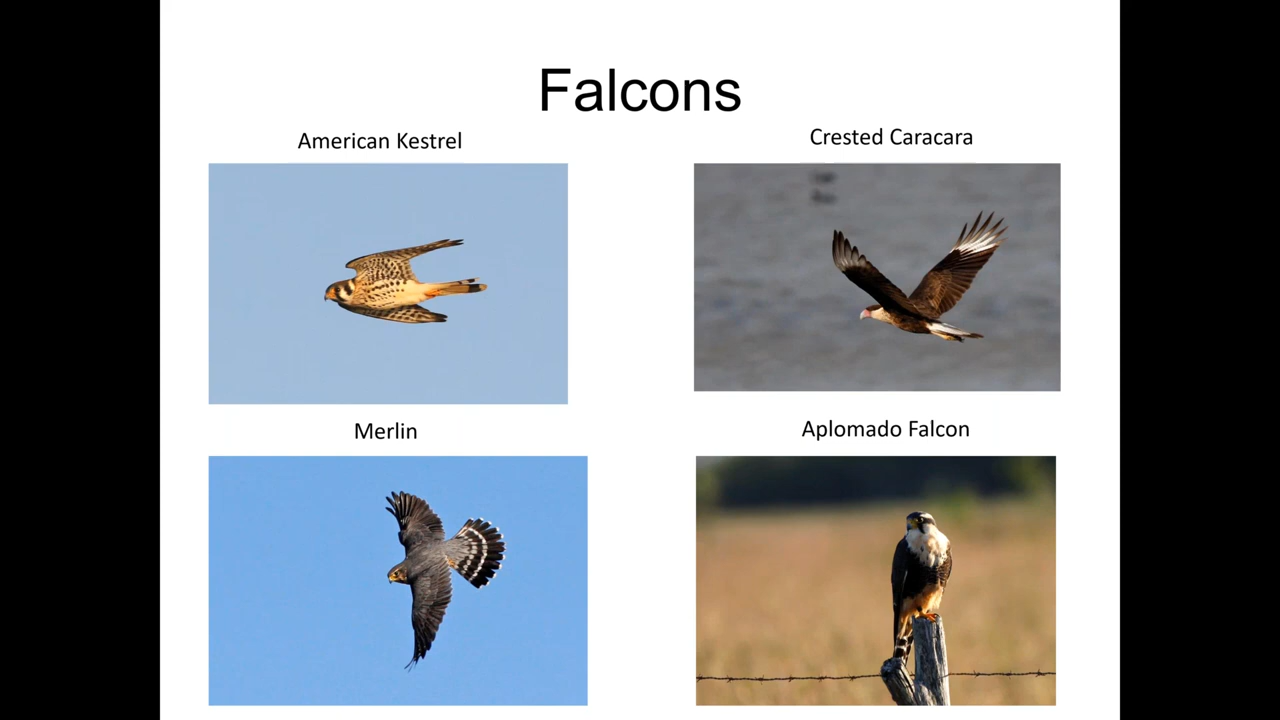 Falcons
American Kestrel
Crested Caracara
Merlin
Aplomado Falcon